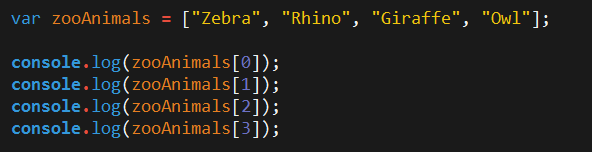 var zooAnimals = ["Zebra", "Rhino", "Giraffe", "Owl"];
console.log(zooAnimals[0]);
console.log(zooAnimals[1]);
console.log(zooAnimals[2]);
console.log(zooAnimals[3]);